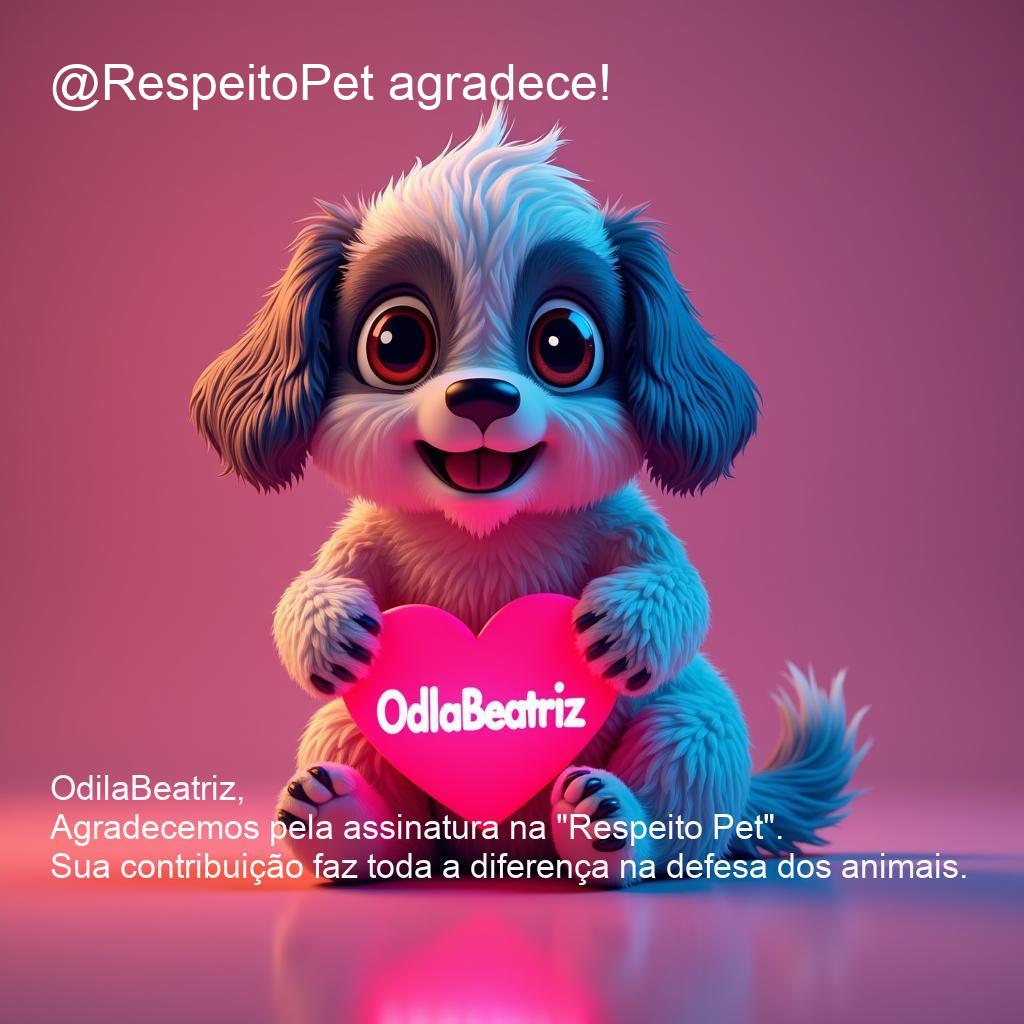 @RespeitoPet agradece!
OdlaBeatriz
OdilaBeatriz,
Agradecemos pela assinatura na "Respeito Pet".
Sua contribuição faz toda a diferença na defesa dos animais.